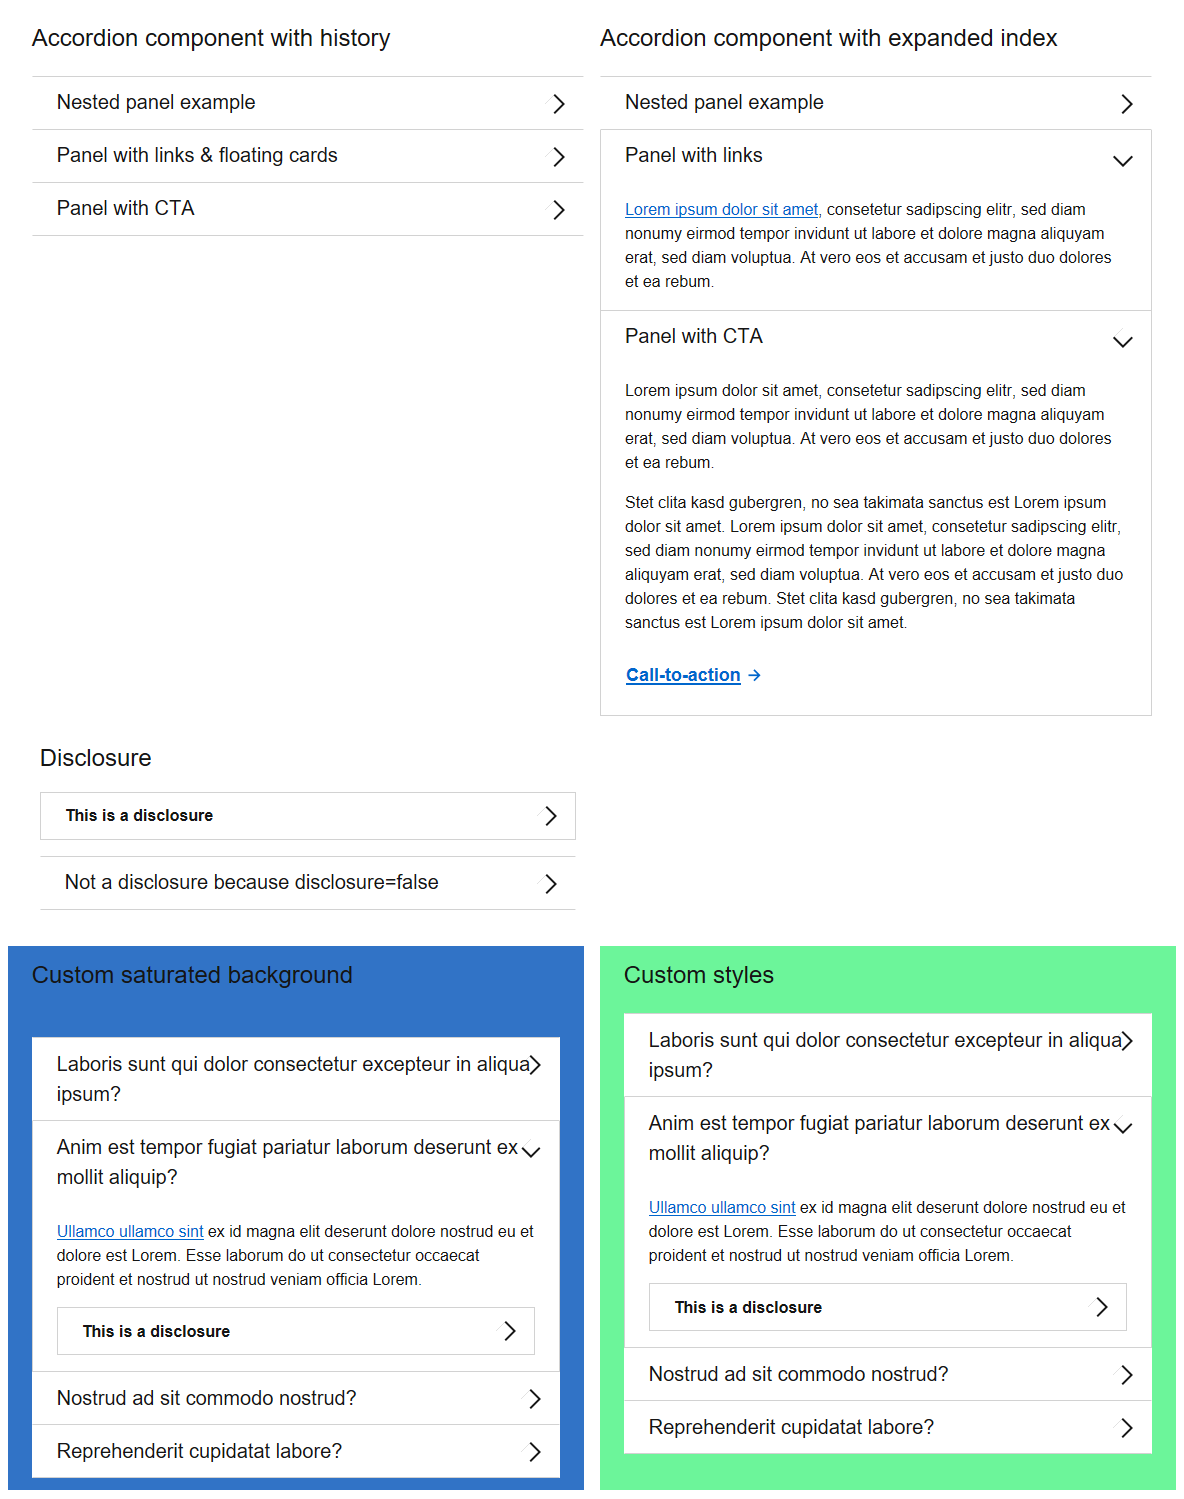 Accordion component with history
Nested panel example
Panel with links & floating cards
Panel with CTA
Accordion component with expanded index
Nested panel example
Panel with links
Lorem ipsum dolor sit amet, consetetur sadipscing elitr, sed diam
nonumy eirmod tempor invidunt ut labore et dolore magna aliquyam
erat, sed diam voluptua. At vero eos et accusam et justo duo dolores
et ea rebum.
Panel with CTA
Lorem ipsum dolor sit amet, consetetur sadipscing elitr, sed diam
nonumy eirmod tempor invidunt ut labore et dolore magna aliquyam
erat, sed diam voluptua. At vero eos et accusam et justo duo dolores
et ea rebum.
Stet clita kasd gubergren, no sea takimata sanctus est Lorem ipsum
dolor sit amet. Lorem ipsum dolor sit amet, consetetur sadipscing elitr,
sed diam nonumy eirmod tempor invidunt ut labore et dolore magna
aliquyam erat, sed diam voluptua. At vero eos et accusam et justo duo
dolores et ea rebum. Stet clita kasd gubergren, no sea takimata
sanctus est Lorem ipsum dolor sit amet.
Call-to-action →
Disclosure
This is a disclosure
Not a disclosure because disclosure=false
Custom saturated background
Laboris sunt qui dolor consectetur excepteur in aliqua
ipsum?
Anim est tempor fugiat pariatur laborum deserunt ex
mollit aliquip?
Ullamco ullamco sint ex id magna elit deserunt dolore nostrud eu et
dolore est Lorem. Esse laborum do ut consectetur occaecat
proident et nostrud ut nostrud veniam officia Lorem.
This is a disclosure
Nostrud ad sit commodo nostrud?
Reprehenderit cupidatat labore?
Custom styles
Laboris sunt qui dolor consectetur excepteur in aliqua
ipsum?
Anim est tempor fugiat pariatur laborum deserunt ex
mollit aliquip?
Ullamco ullamco sint ex id magna elit deserunt dolore nostrud eu et
dolore est Lorem. Esse laborum do ut consectetur occaecat
proident et nostrud ut nostrud veniam officia Lorem.
This is a disclosure
Nostrud ad sit commodo nostrud?
Reprehenderit cupidatat labore?